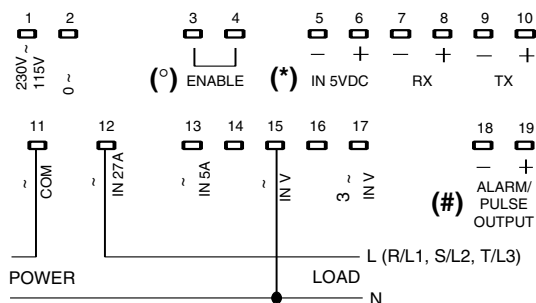 1 2 3 4 5 6 7 8 9 10
230V ~
115V
0 ~
(°) ENABLE
(*)
− + − + − +
IN 5VDC RX TX
11 12 13 14 15 16 17 18 19
~ COM
~ IN 27A
~ IN 5A
~ IN V
3 ~ IN V
− +
(#)
ALARM/
PULSE
OUTPUT
L (R/L1, S/L2, T/L3)
POWER LOAD
N